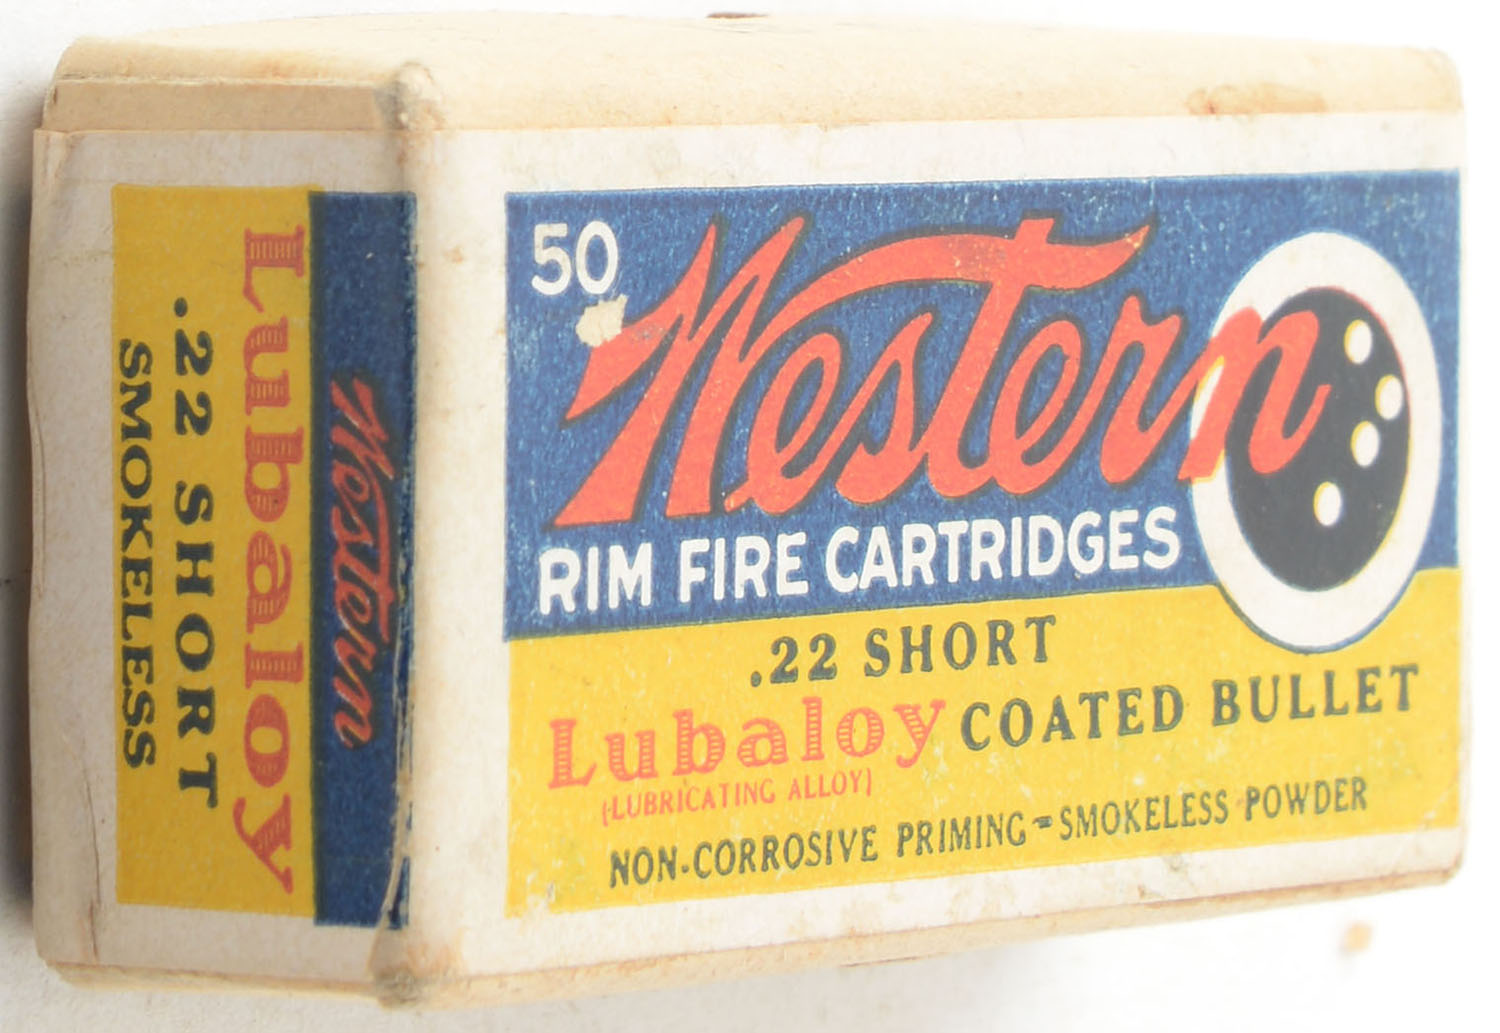 50
Western
RIM FIRE CARTRIDGES
.22 SHORT
Lubaloy COATED BULLET
(LUBRICATING ALLOY)
NON-CORROSIVE PRIMING - SMOKELESS POWDER
Western
Lubaloy
.22 SHORT
SMOKELESS